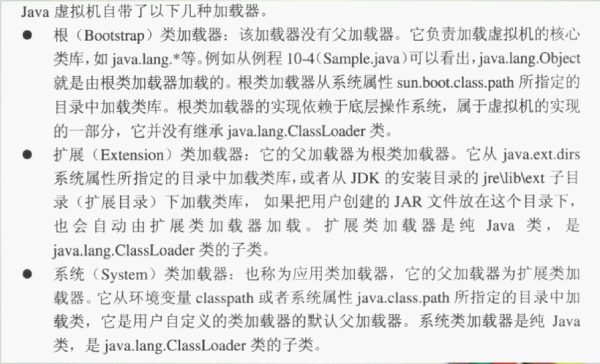 Java 虚拟机自带了以下几种加载器。
● 根（Bootstrap）类加载器：该加载器没有父加载器。它负责加载虚拟机的核心
类库，如 java.lang.*等。例如从例程 10-4（Sample.java）可以看出，java.lang.Object
就是由根类加载器加载的。根类加载器从系统属性 sun.boot.class.path 所指定的
目录中加载类库。根类加载器的实现依赖于底层操作系统，属于虚拟机的实现
的一部分，它并没有继承 java.lang.ClassLoader 类。
● 扩展（Extension）类加载器：它的父加载器为根类加载器。它从 java.ext.dirs
系统属性所指定的目录中加载类库，或者从 JDK 的安装目录的 jre\lib\ext 子目
录（扩展目录）下加载类库， 如果把用户创建的 JAR 文件放在这个目录下，
也会自动由扩展类加载器加载。扩展类加载器是纯 Java 类，是
java.lang.ClassLoader 类的子类。
● 系统（System）类加载器：也称为应用类加载器，它的父加载器为扩展类加
载器。它从环境变量 classpath 或者系统属性 java.class.path 所指定的目录中加
载类，它是用户自定义的类加载器的默认父加载器。系统类加载器是纯 Java
类，是 java.lang.ClassLoader 类的子类。